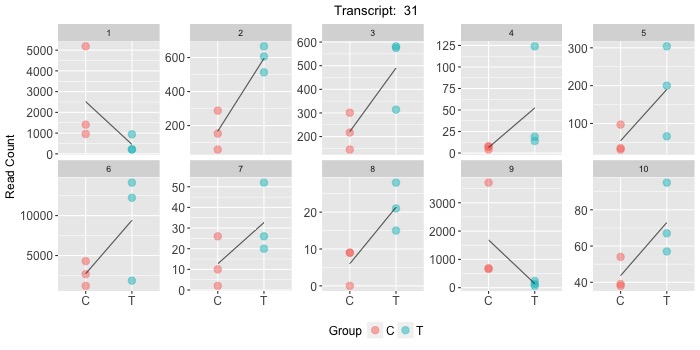 Transcript: 31
1 2 3 4 5
5000 4000 3000 2000 1000 0
600 400 200
600 500 400 300 200
125 100 75 50 25 0
300 200 100
Read Count
6 7 8 9 10
10000 5000
50 40 30 20 10 0
20 10 0
3000 2000 1000 0
80 60 40
C T C T C T C T C T
Group C T